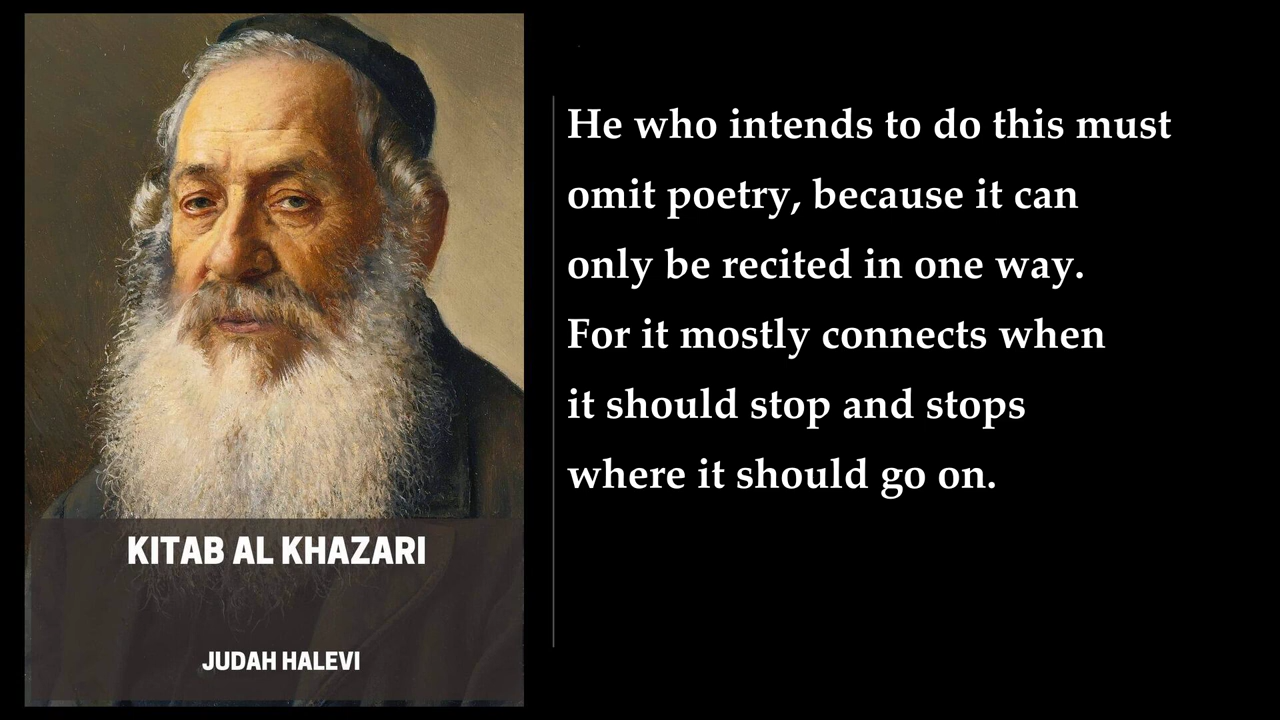 He who intends to do this must
omit poetry, because it can
only be recited in one way.
For it mostly connects when
it should stop and stops
where it should go on.
KITAB AL KHAZARI
JUDAH HALEVI